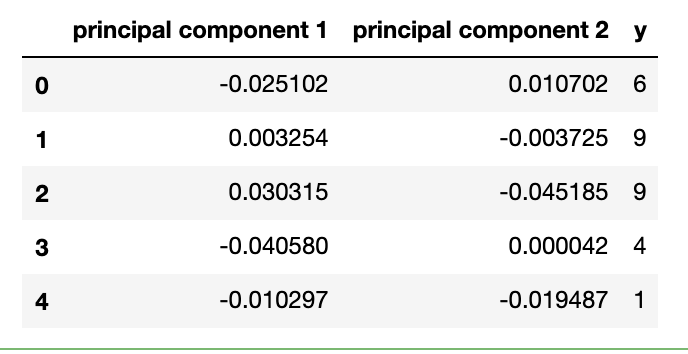 principal component 1 principal component 2 y
0 -0.025102 0.010702 6
1 0.003254 -0.003725 9
2 0.030315 -0.045185 9
3 -0.040580 0.000042 4
4 -0.010297 -0.019487 1